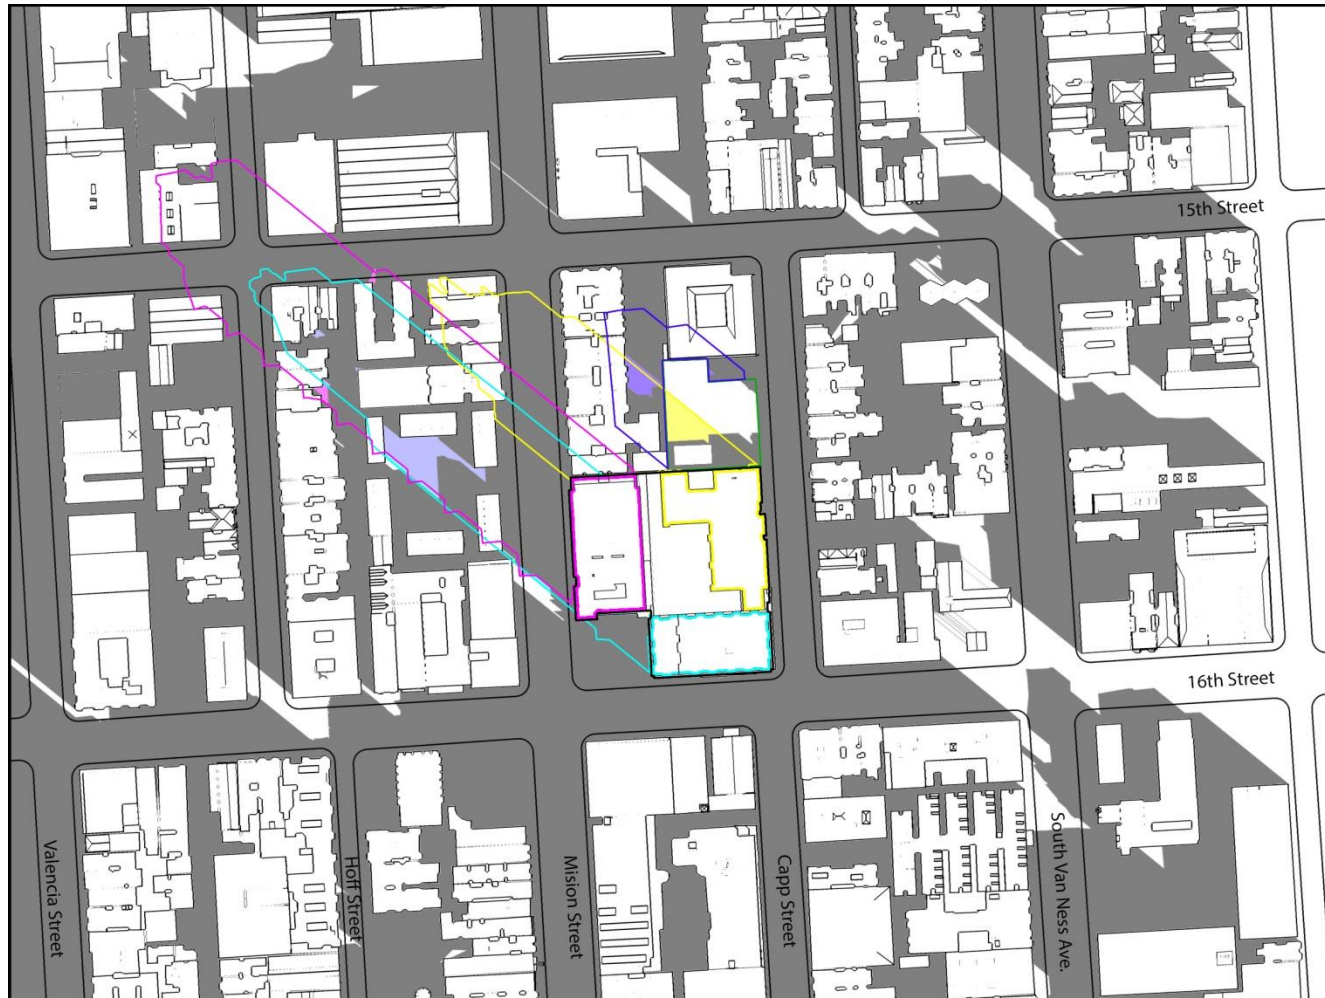 15th Street
16th Street
Valencia Street
Hoff Street
Mision Street
Capp Street
South Van Ness Ave.